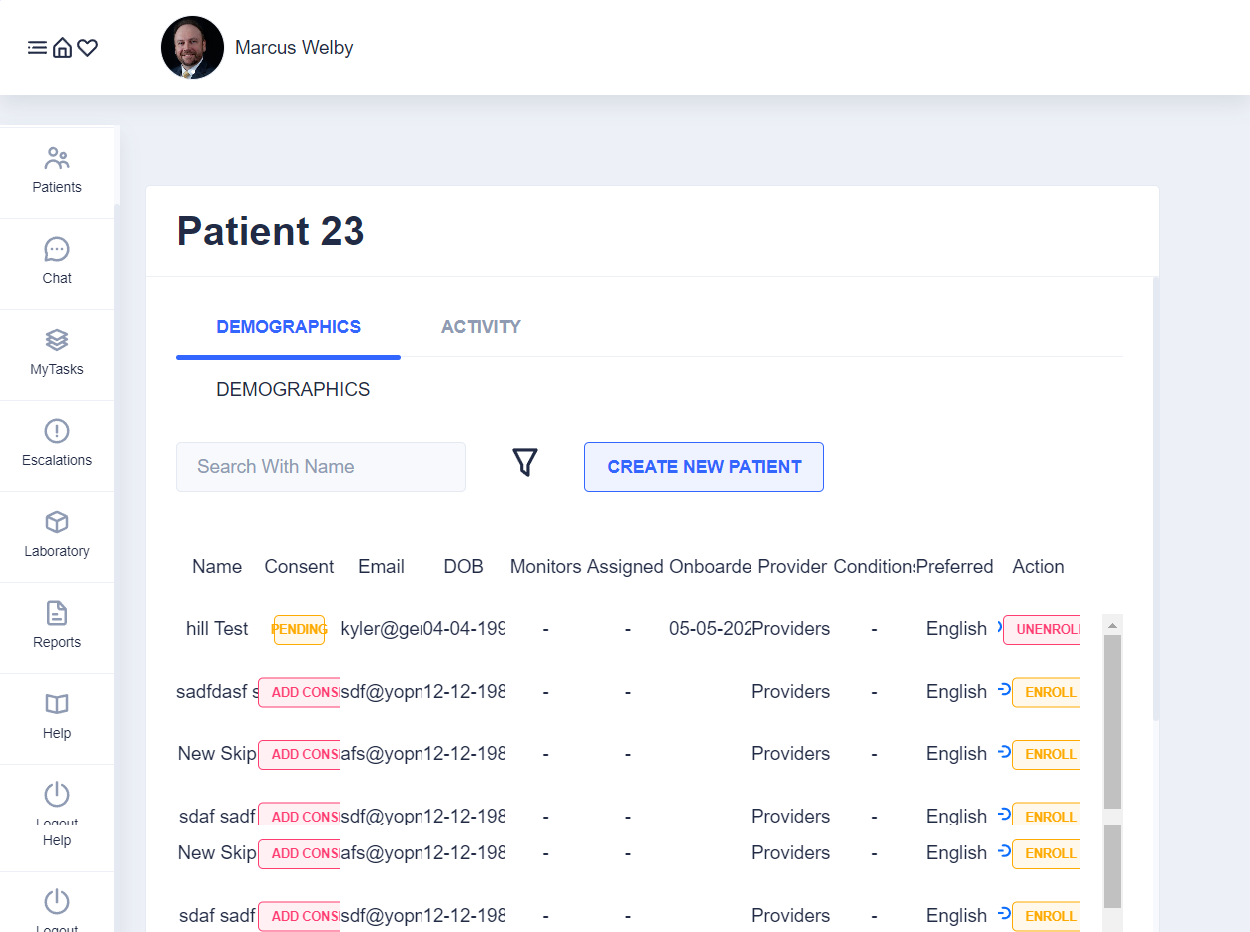 Marcus Welby
Patients
Chat
MyTasks
Escalations
Laboratory
Reports
Help
Logout
Help
Logout
Patient 23
DEMOGRAPHICS ACTIVITY
DEMOGRAPHICS
Search With Name CREATE NEW PATIENT
Name Consent Email DOB Monitors Assigned Onboarde Provider Condition Preferred Action
hill Test PENDING kyler@ge 04-04-199 - - 05-05-202 Providers - English UNENROLL
sadfdasf s ADD CONS sdf@yopn 12-12-198 - - Providers - English ENROLL
New Skip ADD CONS afs@yopn 12-12-198 - - Providers - English ENROLL
sdaf sadf ADD CONS sdf@yopn 12-12-198 - - Providers - English ENROLL
New Skip ADD CONS afs@yopn 12-12-198 - - Providers - English ENROLL
sdaf sadf ADD CONS sdf@yopn 12-12-198 - - Providers - English ENROLL